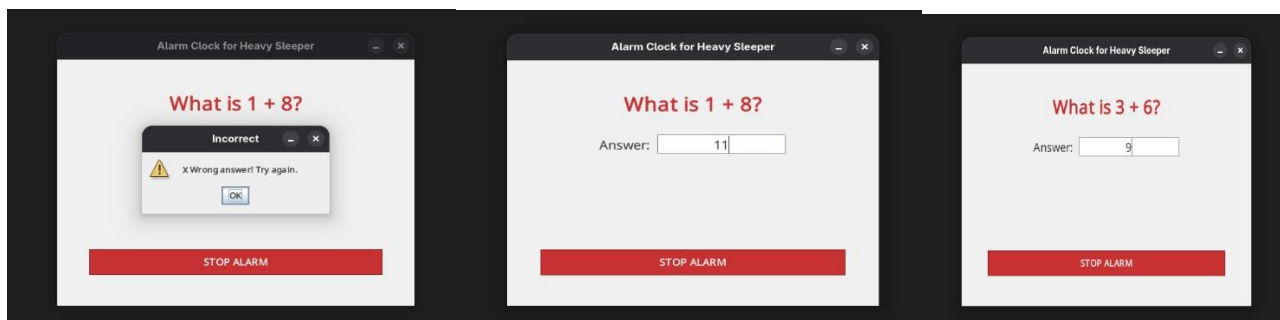 Alarm Clock for Heavy Sleeper
What is 1 + 8?
Incorrect
X Wrong answer! Try again.
OK
STOP ALARM
Alarm Clock for Heavy Sleeper
What is 1 + 8?
Answer: 11
STOP ALARM
Alarm Clock for Heavy Sleeper
What is 3 + 6?
Answer: 9
STOP ALARM